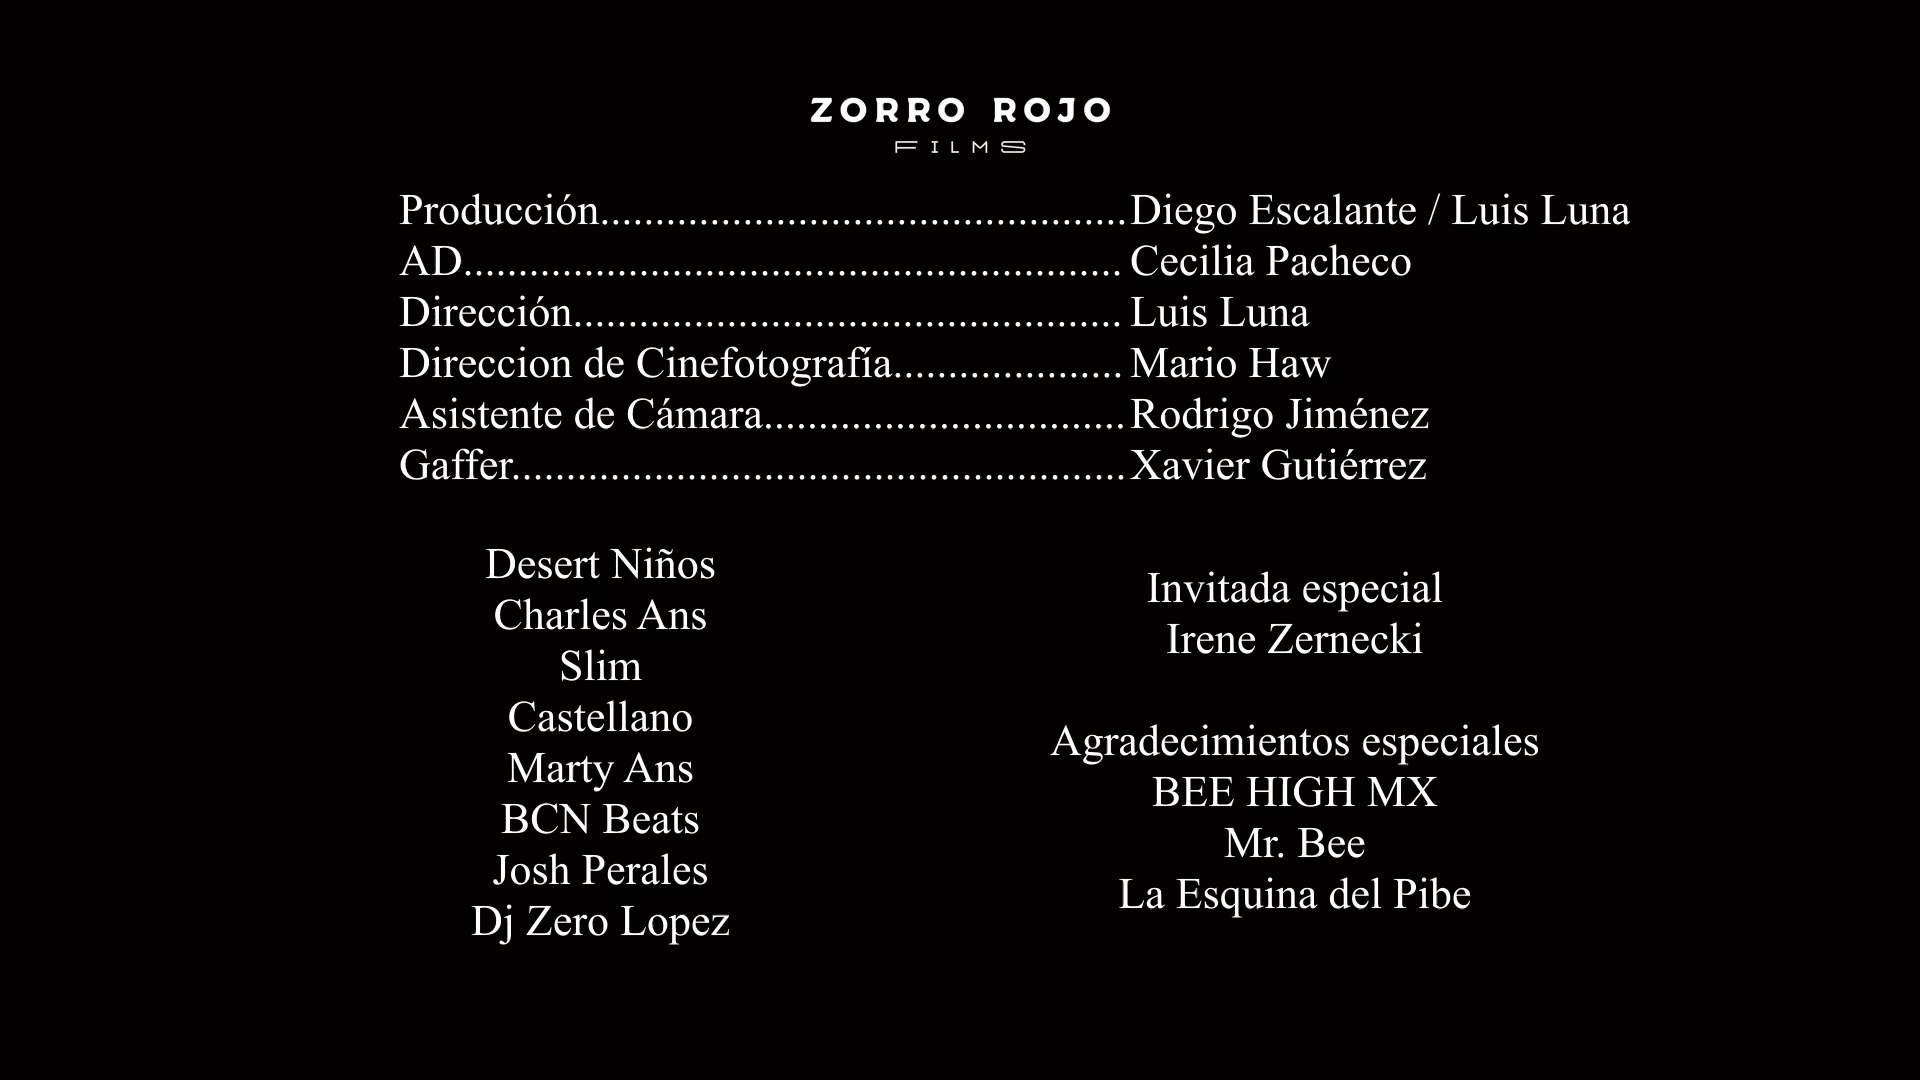 ZORRO ROJO
FILMS
Producción................................................Diego Escalante / Luis Luna
AD............................................................Cecilia Pacheco
Dirección..................................................Luis Luna
Direccion de Cinefotografía.....................Mario Haw
Asistente de Cámara.................................Rodrigo Jiménez
Gaffer........................................................Xavier Gutiérrez
Desert Niños
Charles Ans
Slim
Castellano
Marty Ans
BCN Beats
Josh Perales
Dj Zero Lopez
Invitada especial
Irene Zernecki
Agradecimientos especiales
BEE HIGH MX
Mr. Bee
La Esquina del Pibe